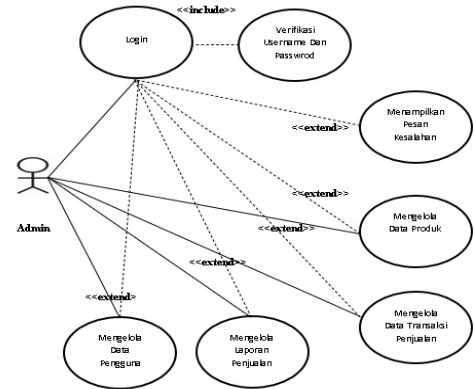 <<include>>
Login
Verifikasi
Username Dan
Passwrod
Menampilkan
Pesan
Kesalahan
<<extend>>
<<extend>>
Mengelola
Data Produk
<<extend>>
Admin
<<extend>>
<<extend>
Mengelola
Data Transaksi
Penjualan
Mengelola
Data
Pengguna
Mengelola
Laporan
Penjualan